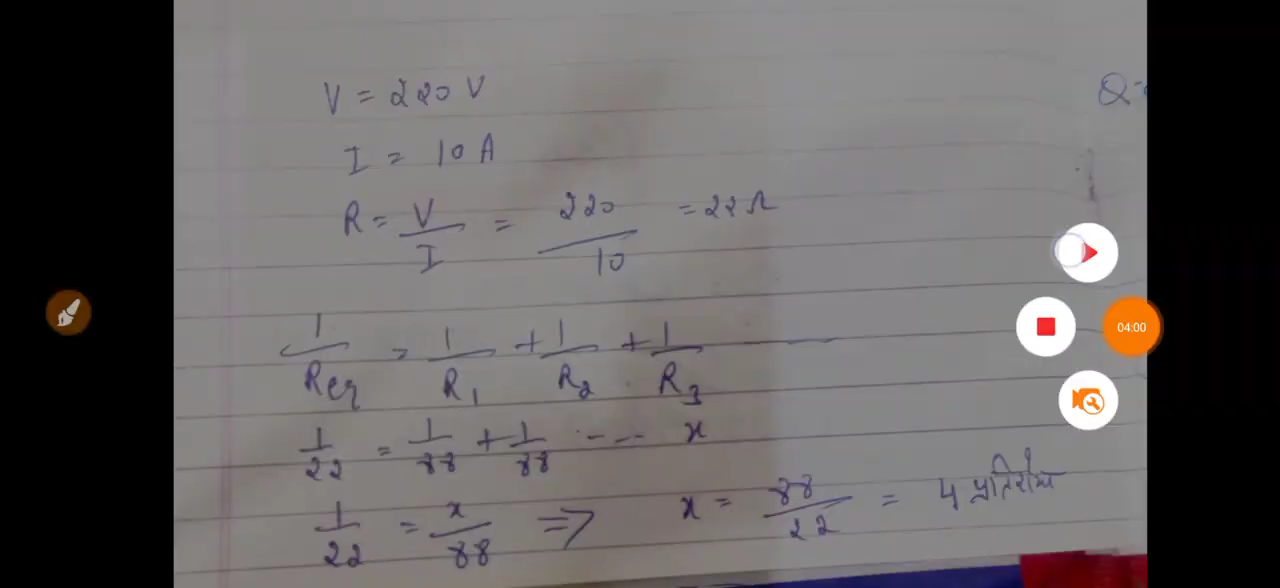 V = 220 V
I = 10 A
R = V/I = 220/10 = 22 Ω
1/Req = 1/R1 + 1/R2 + 1/R3 ———
1/22 = 1/88 + 1/88 --- x
1/22 = x/88 ⇒ x = 88/22 = 4 प्रतिरोध
Q =
04:00